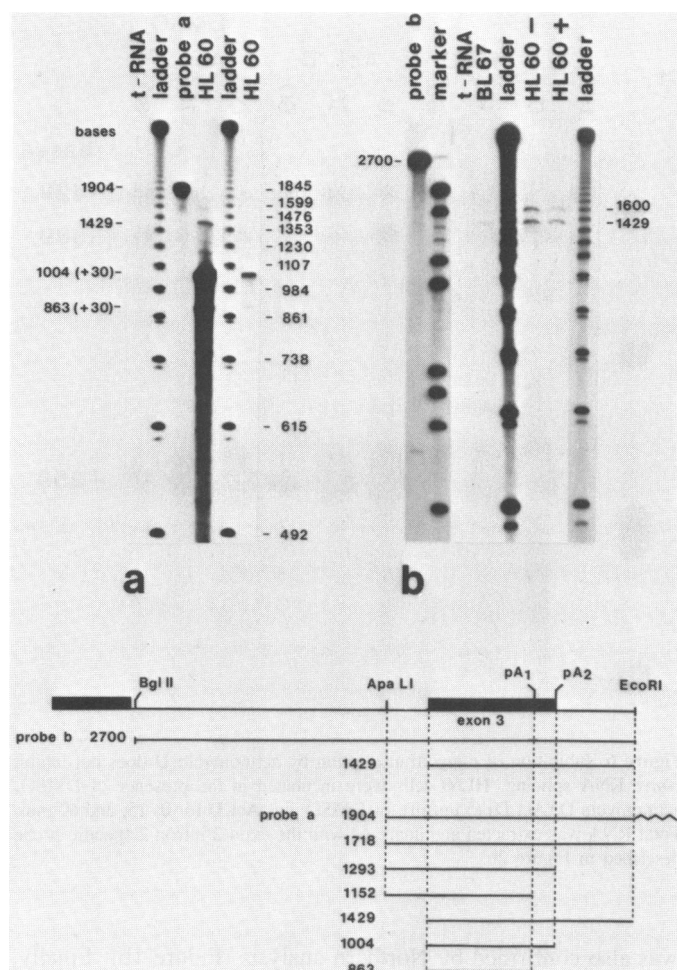 t - RNA
ladder
probe a
HL 60
ladder
HL 60
probe b
marker
t - RNA
BL 67
ladder
HL 60 −
HL 60 +
ladder
bases
1904
1429
1004 (+30)
863 (+30)
1845
1599
1476
1353
1230
1107
984
861
738
615
492
2700
1600
1429
a
b
Bgl II
Apa LI
pA1
pA2
EcoRI
exon 3
probe b 2700
1429
probe a 1904
1718
1293
1152
1429
1004
863